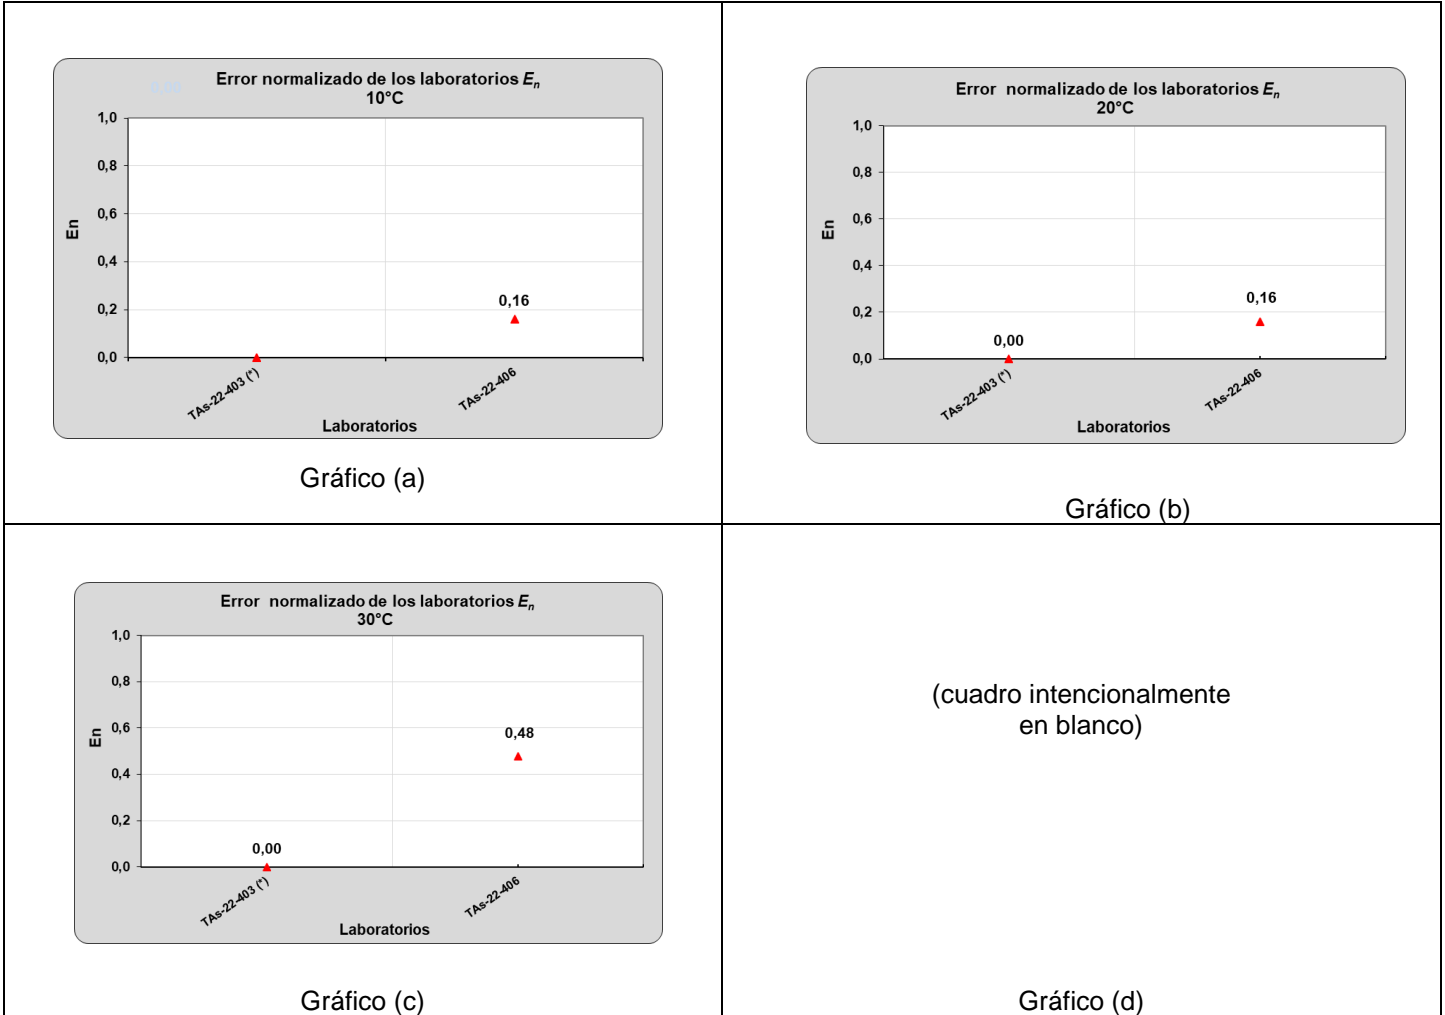 Error normalizado de los laboratorios En
10°C
1,0
0,8
0,6
0,4
0,2
0,0
En
0,16
TAs-22-403 (*)
TAs-22-406
Laboratorios
Gráfico (a)
Error normalizado de los laboratorios En
20°C
1,0
0,8
0,6
0,4
0,2
0,0
En
0,00
0,16
TAs-22-403 (*)
TAs-22-406
Laboratorios
Gráfico (b)
Error normalizado de los laboratorios En
30°C
1,0
0,8
0,6
0,4
0,2
0,0
En
0,00
0,48
TAs-22-403 (*)
TAs-22-406
Laboratorios
Gráfico (c)
(cuadro intencionalmente
en blanco)
Gráfico (d)